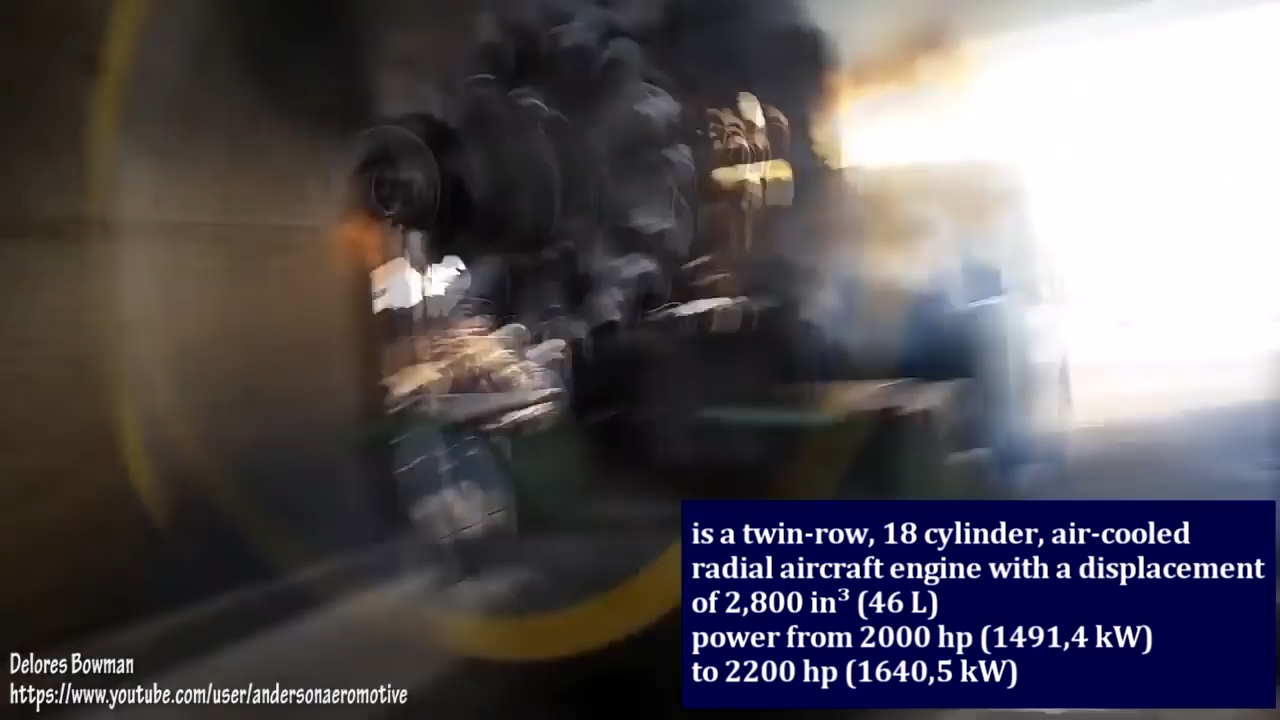 is a twin-row, 18 cylinder, air-cooled
radial aircraft engine with a displacement
of 2,800 in³ (46 L)
power from 2000 hp (1491,4 kW)
to 2200 hp (1640,5 kW)
Delores Bowman
https://www.youtube.com/user/andersonaeromotive